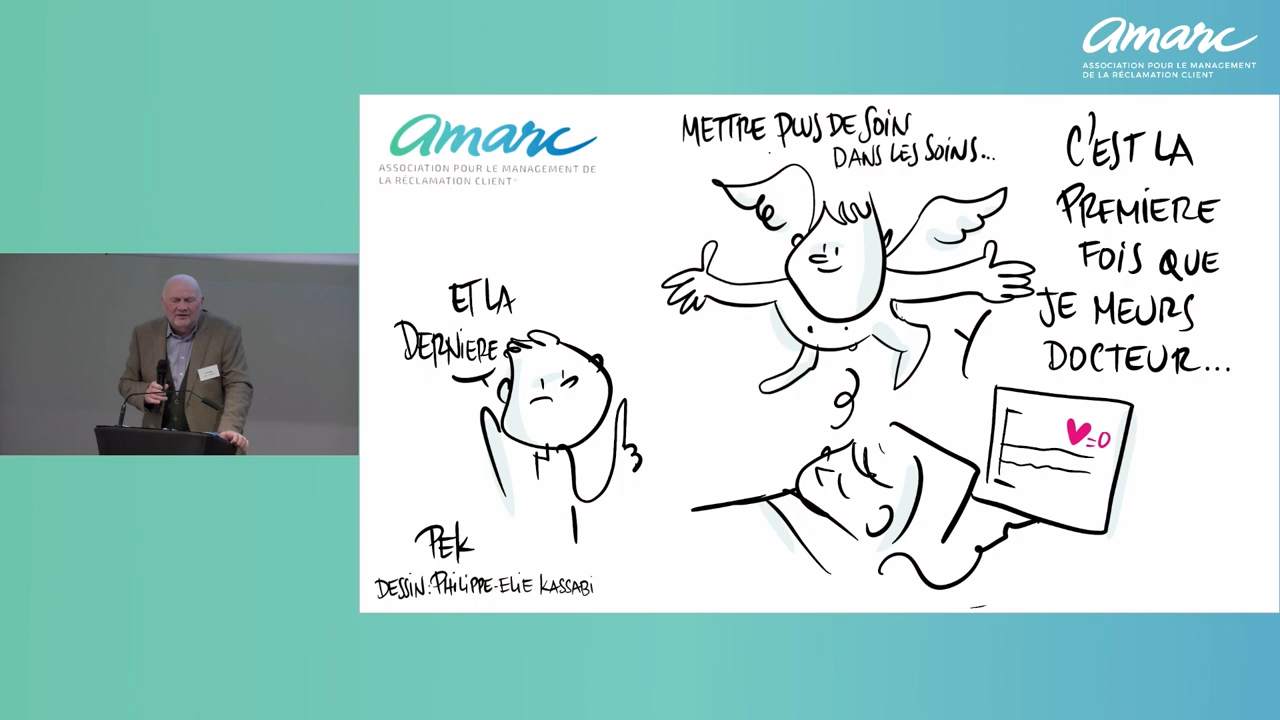 amarc
ASSOCIATION POUR LE MANAGEMENT
DE LA RÉCLAMATION CLIENT
amarc
ASSOCIATION POUR LE MANAGEMENT DE
LA RÉCLAMATION CLIENT
METTRE PLUS DE SOIN
DANS LES SOINS...
C'EST LA
PREMIERE
FOIS QUE
JE MEURS
DOCTEUR...
ET LA
DERNIERE
=0
PEK
DESSIN: PHILIPPE-ELIE KASSABI